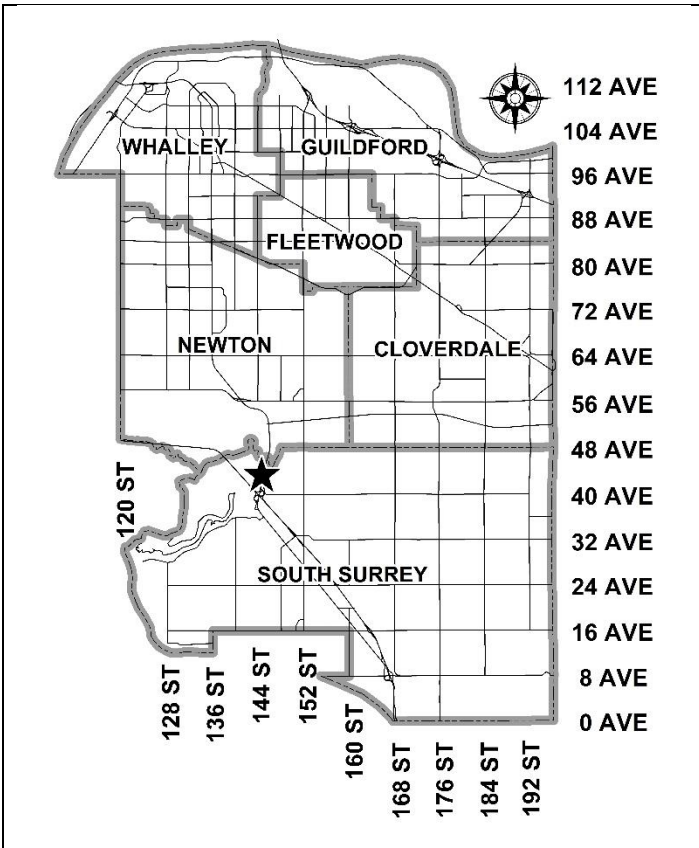 112 AVE
104 AVE
WHALLEY
GUILDFORD
96 AVE
88 AVE
FLEETWOOD
80 AVE
72 AVE
NEWTON
CLOVERDALE
64 AVE
56 AVE
48 AVE
120 ST
40 AVE
32 AVE
SOUTH SURREY
24 AVE
16 AVE
8 AVE
0 AVE
128 ST
136 ST
144 ST
152 ST
160 ST
168 ST
176 ST
184 ST
192 ST